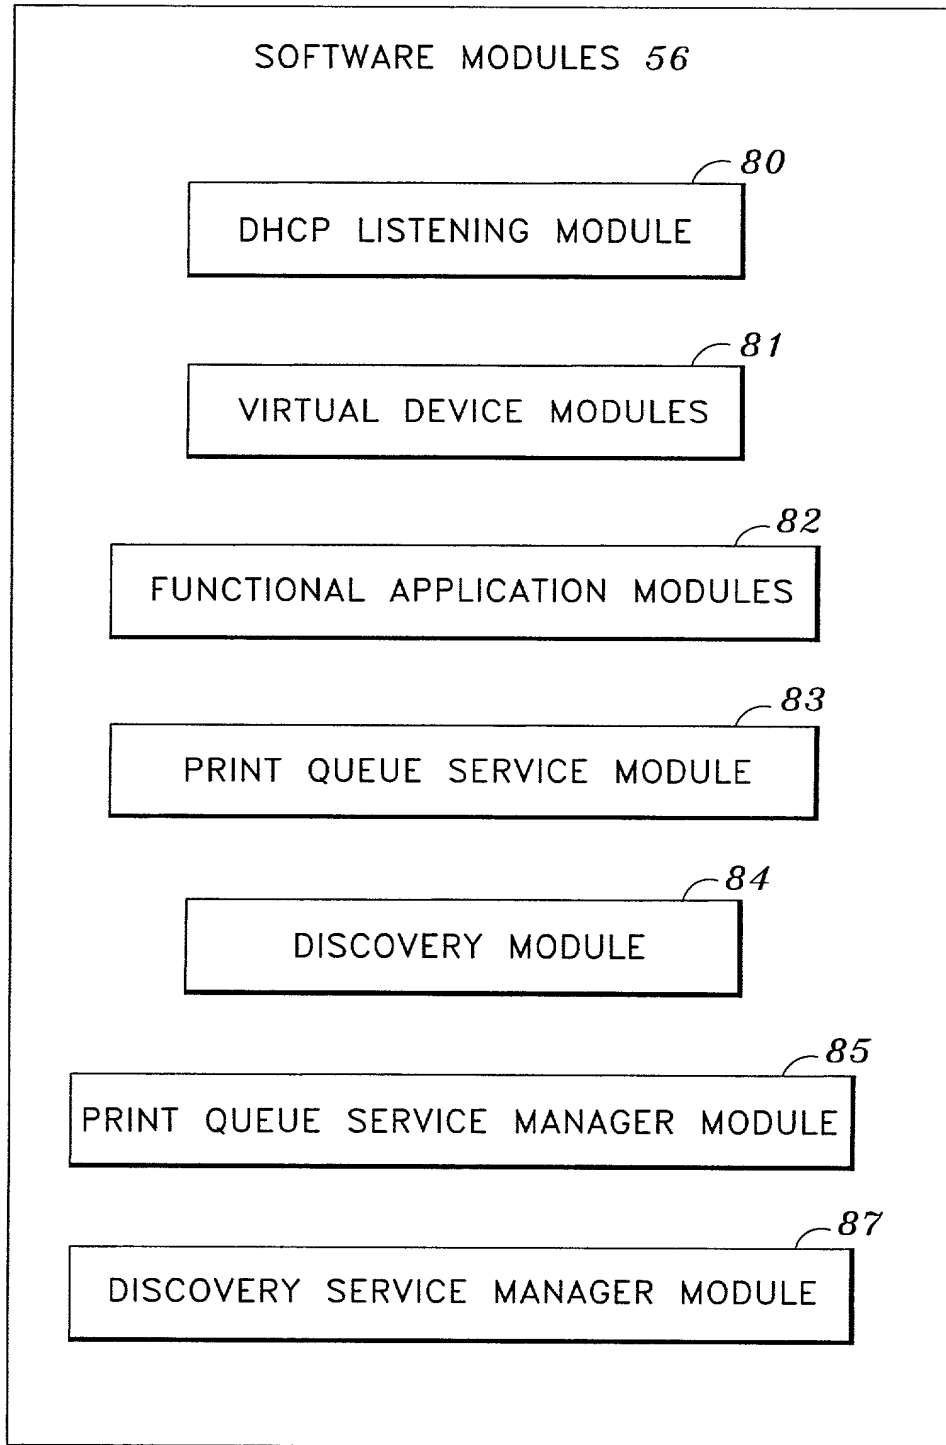 SOFTWARE MODULES 56
80
DHCP LISTENING MODULE
81
VIRTUAL DEVICE MODULES
82
FUNCTIONAL APPLICATION MODULES
83
PRINT QUEUE SERVICE MODULE
84
DISCOVERY MODULE
85
PRINT QUEUE SERVICE MANAGER MODULE
87
DISCOVERY SERVICE MANAGER MODULE